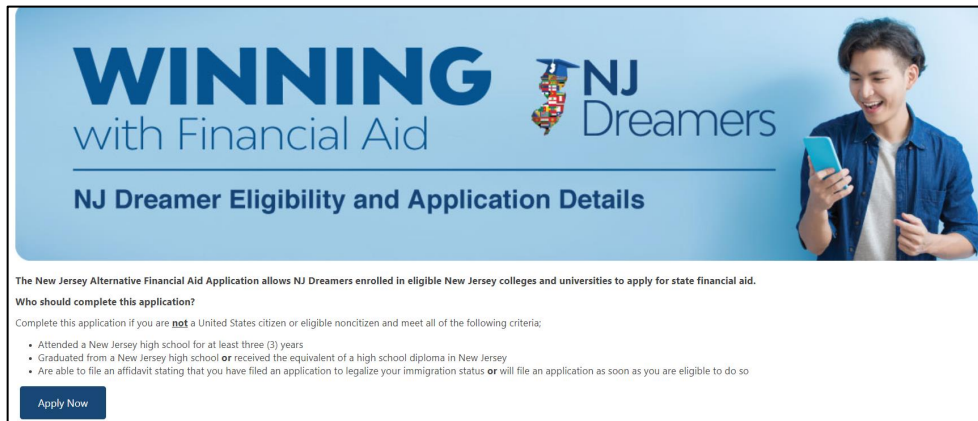 WINNING
with Financial Aid
NJ
Dreamers
NJ Dreamer Eligibility and Application Details
The New Jersey Alternative Financial Aid Application allows NJ Dreamers enrolled in eligible New Jersey colleges and universities to apply for state financial aid.
Who should complete this application?
Complete this application if you are not a United States citizen or eligible noncitizen and meet all of the following criteria;
• Attended a New Jersey high school for at least three (3) years
• Graduated from a New Jersey high school or received the equivalent of a high school diploma in New Jersey
• Are able to file an affidavit stating that you have filed an application to legalize your immigration status or will file an application as soon as you are eligible to do so
Apply Now